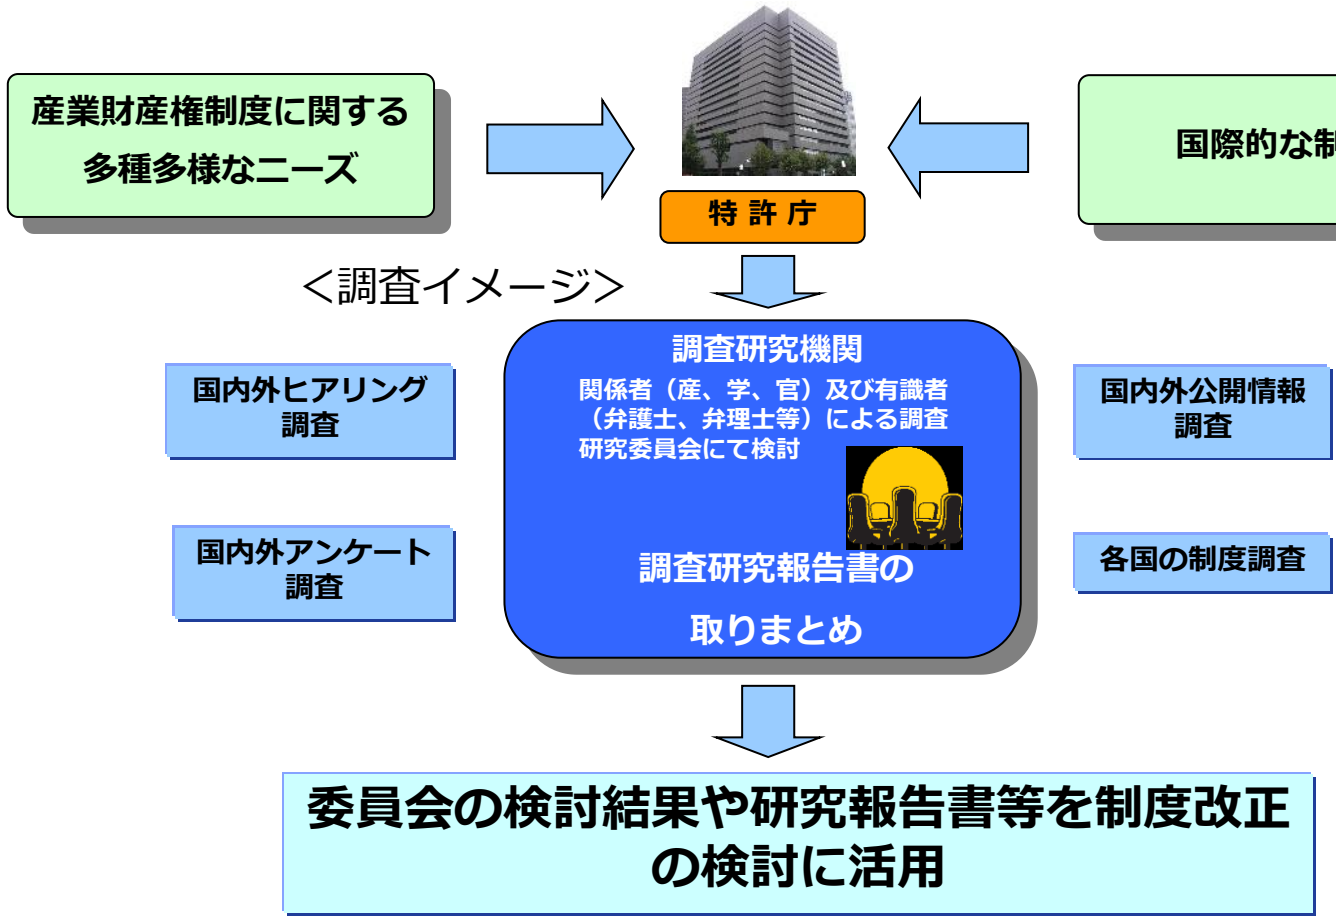 産業財産権制度に関する
多種多様なニーズ
国際的な制
特 許 庁
＜調査イメージ＞
調査研究機関
関係者（産、学、官）及び有識者
（弁護士、弁理士等）による調査
研究委員会にて検討
国内外ヒアリング
調査
国内外公開情報
調査
国内外アンケート
調査
各国の制度調査
調査研究報告書の
取りまとめ
委員会の検討結果や研究報告書等を制度改正
の検討に活用